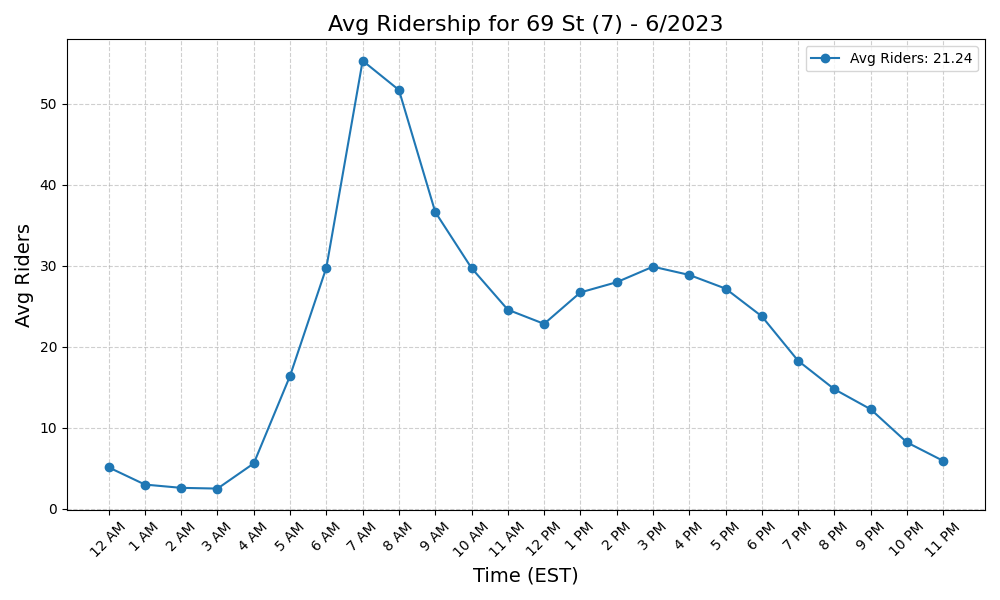 Avg Ridership for 69 St (7) - 6/2023
Avg Riders: 21.24
Avg Riders
50
40
30
20
10
0
12 AM
1 AM
2 AM
3 AM
4 AM
5 AM
6 AM
7 AM
8 AM
9 AM
10 AM
11 AM
12 PM
1 PM
2 PM
3 PM
4 PM
5 PM
6 PM
7 PM
8 PM
9 PM
10 PM
11 PM
Time (EST)